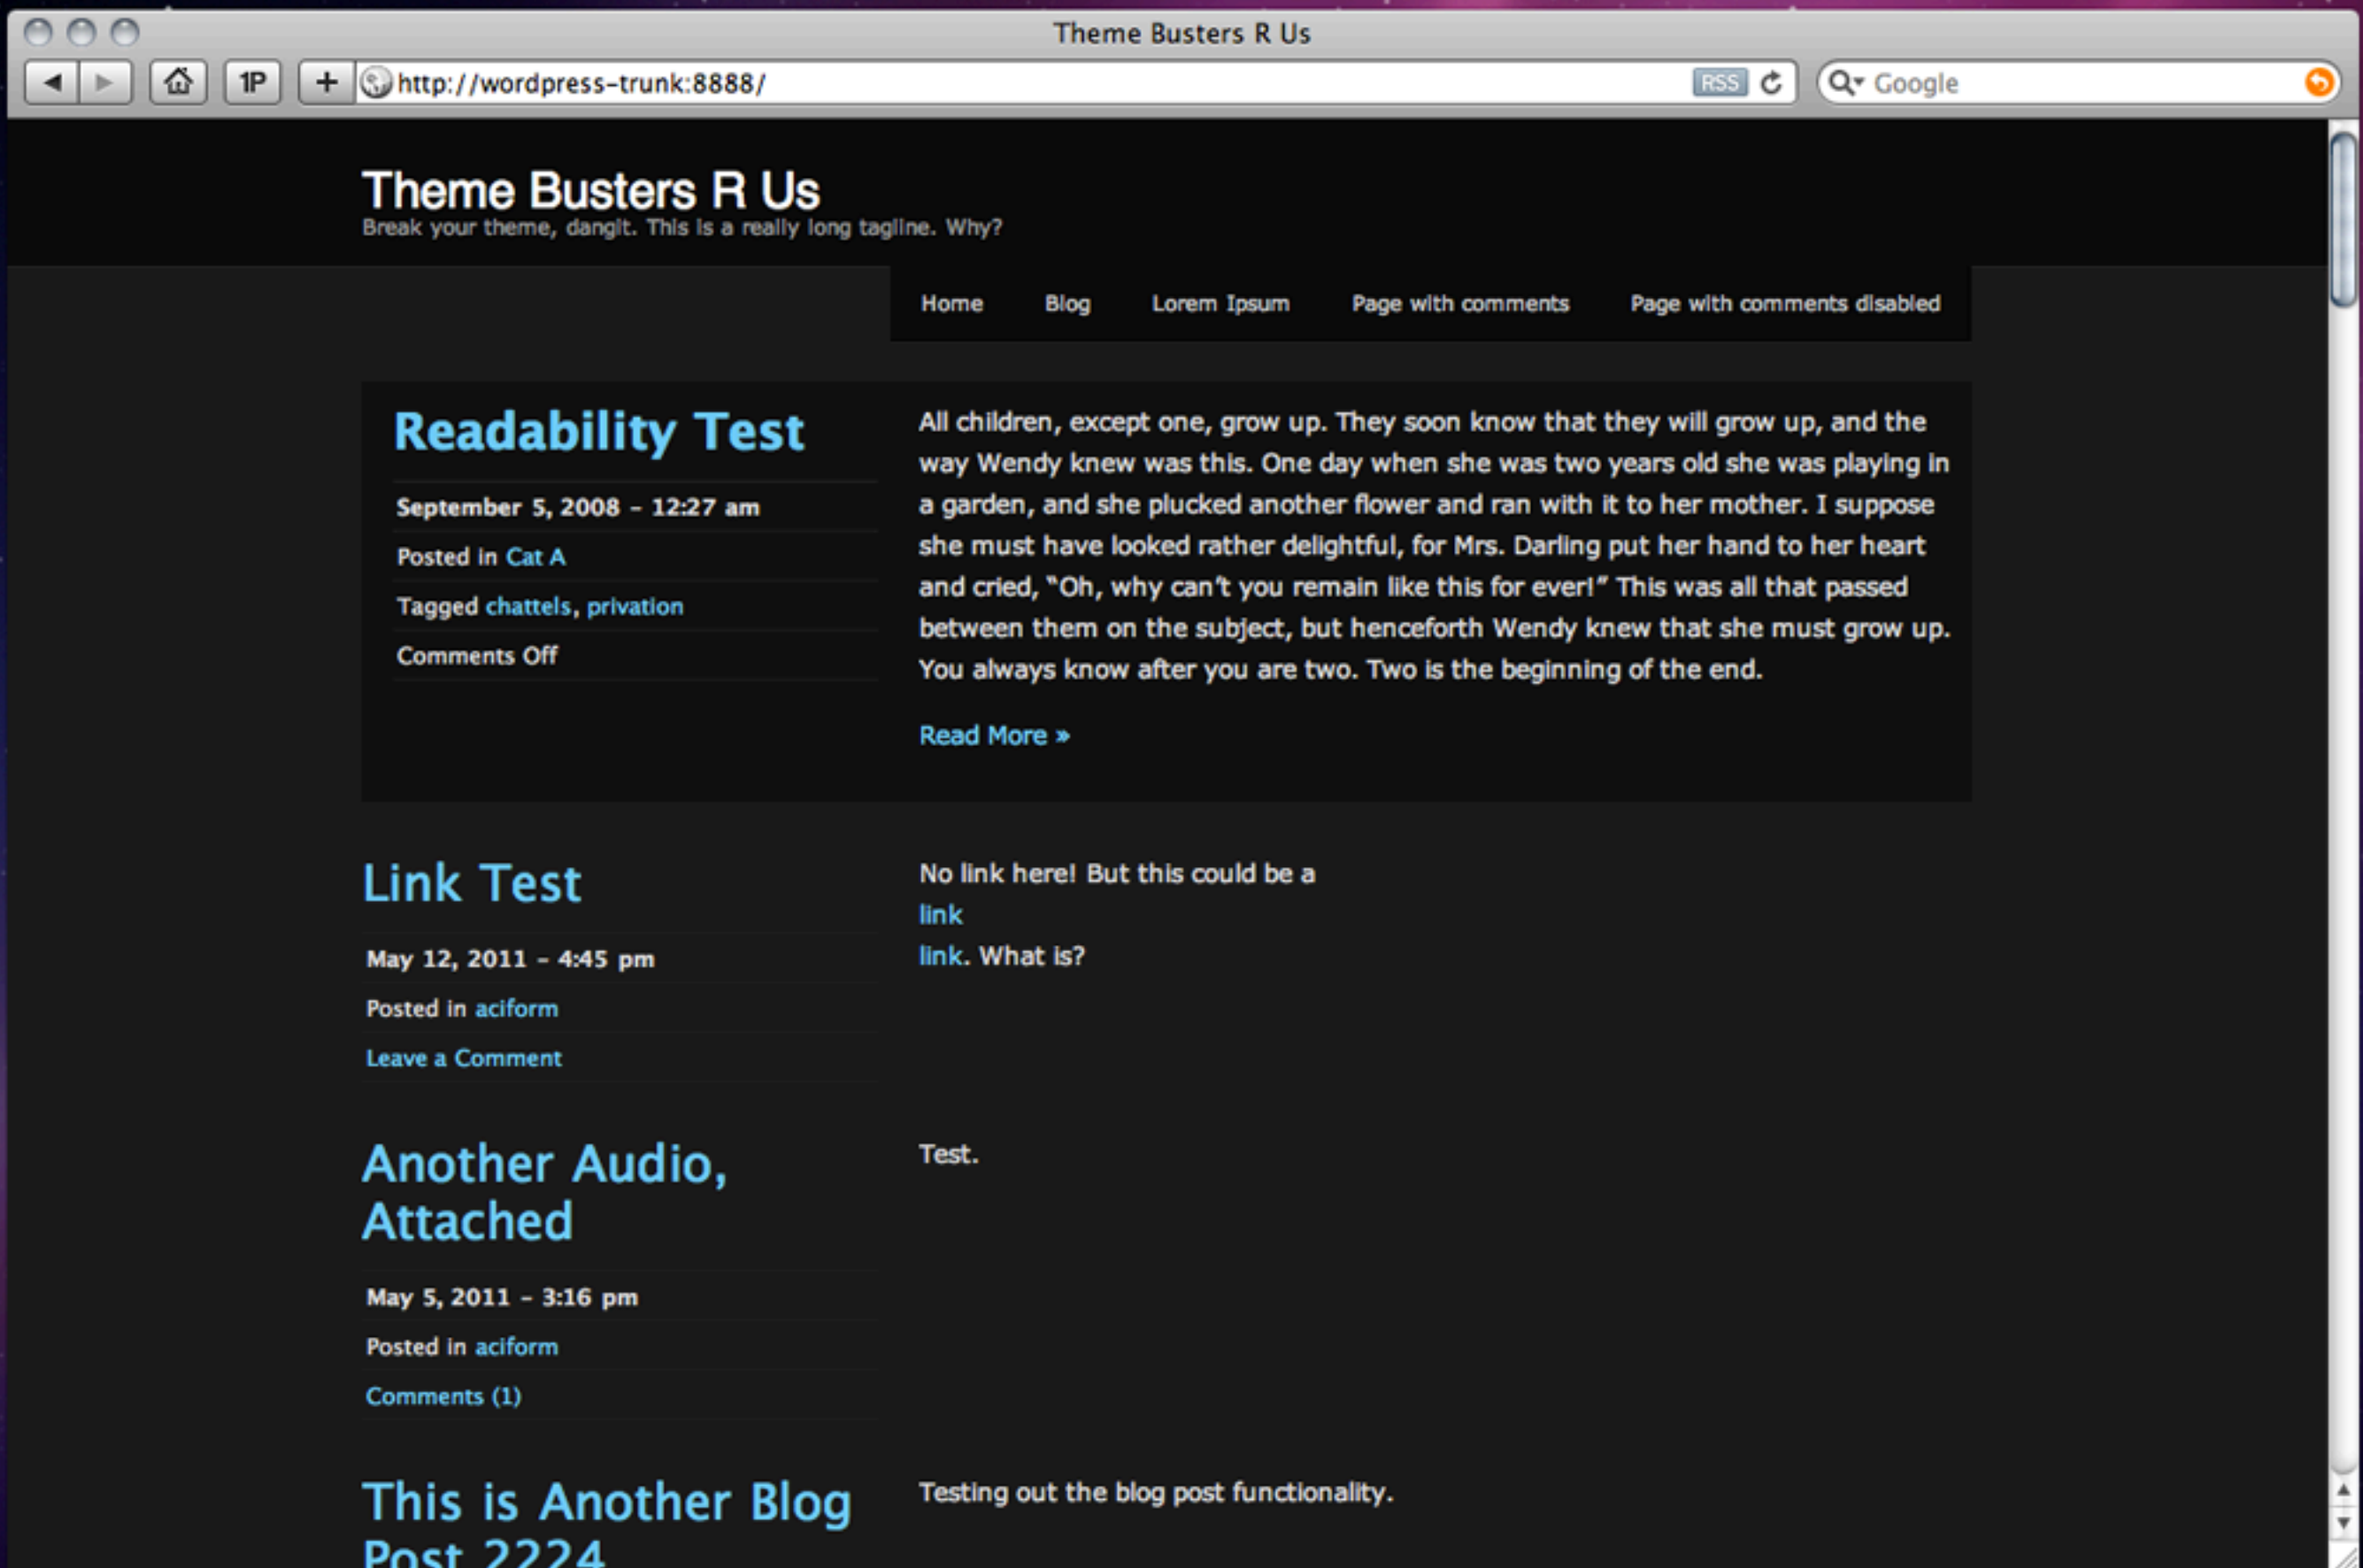 Theme Busters R Us
1P
+
http://wordpress-trunk:8888/
RSS
Google
Theme Busters R Us
Break your theme, dangit. This is a really long tagline. Why?
Home Blog Lorem Ipsum Page with comments Page with comments disabled
Readability Test
September 5, 2008 – 12:27 am
Posted in Cat A
Tagged chattels, privation
Comments Off
All children, except one, grow up. They soon know that they will grow up, and the
way Wendy knew was this. One day when she was two years old she was playing in
a garden, and she plucked another flower and ran with it to her mother. I suppose
she must have looked rather delightful, for Mrs. Darling put her hand to her heart
and cried, “Oh, why can’t you remain like this for ever!” This was all that passed
between them on the subject, but henceforth Wendy knew that she must grow up.
You always know after you are two. Two is the beginning of the end.
Read More »
Link Test
May 12, 2011 – 4:45 pm
Posted in aciform
Leave a Comment
No link here! But this could be a
link
link. What is?
Another Audio,
Attached
May 5, 2011 – 3:16 pm
Posted in aciform
Comments (1)
Test.
This is Another Blog
Post 2224
Testing out the blog post functionality.